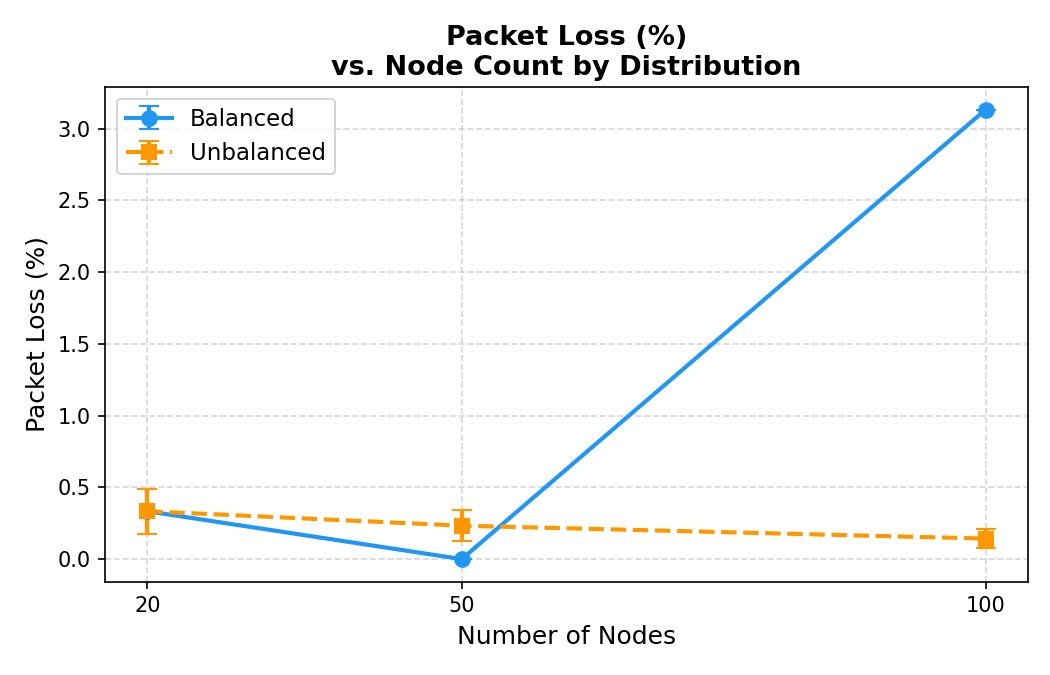 Packet Loss (%)
vs. Node Count by Distribution
Balanced
Unbalanced
Packet Loss (%)
3.0
2.5
2.0
1.5
1.0
0.5
0.0
20
50
100
Number of Nodes